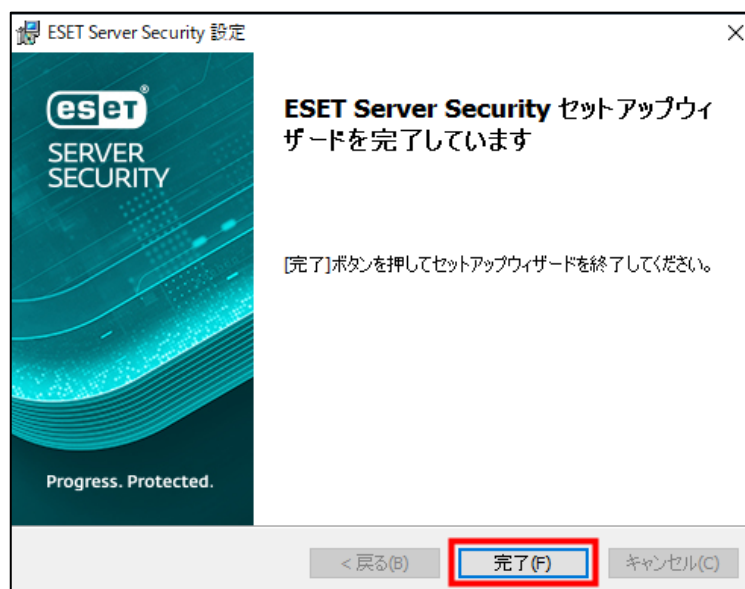 ESET Server Security 設定
eset®
SERVER
SECURITY
Progress. Protected.
ESET Server Security セットアップウィ
ザードを完了しています
[完了]ボタンを押してセットアップウィザードを終了してください。
< 戻る(B)
完了(F)
キャンセル(C)